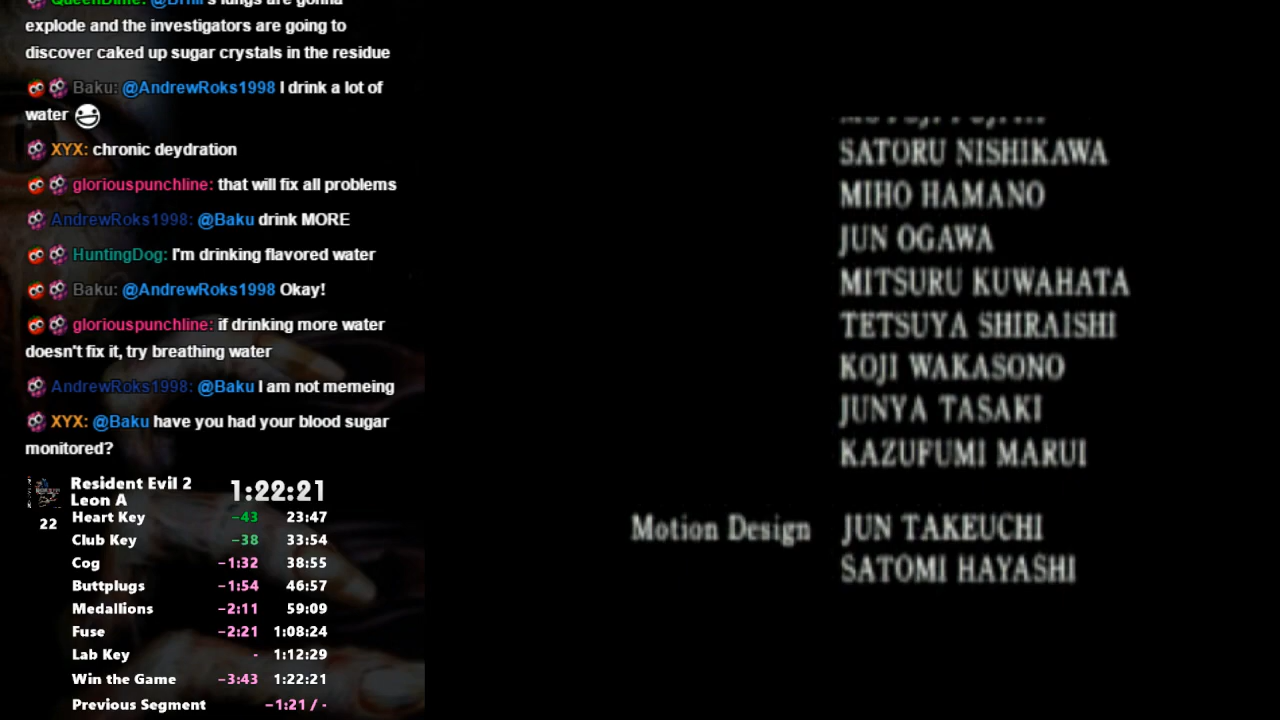 explode and the investigators are going to
discover caked up sugar crystals in the residue
Baku: @AndrewRoks1998 I drink a lot of
water
XYX: chronic deydration
gloriouspunchline: that will fix all problems
AndrewRoks1998: @Baku drink MORE
HuntingDog: I'm drinking flavored water
Baku: @AndrewRoks1998 Okay!
gloriouspunchline: if drinking more water
doesn't fix it, try breathing water
AndrewRoks1998: @Baku I am not memeing
XYX: @Baku have you had your blood sugar
monitored?
Resident Evil 2
Leon A
1:22:21
22
Heart Key -43 23:47
Club Key -38 33:54
Cog -1:32 38:55
Buttplugs -1:54 46:57
Medallions -2:11 59:09
Fuse -2:21 1:08:24
Lab Key - 1:12:29
Win the Game -3:43 1:22:21
Previous Segment -1:21 / -
SATORU NISHIKAWA
MIHO HAMANO
JUN OGAWA
MITSURU KUWAHATA
TETSUYA SHIRAISHI
KOJI WAKASONO
JUNYA TASAKI
KAZUFUMI MARUI
Motion Design JUN TAKEUCHI
SATOMI HAYASHI